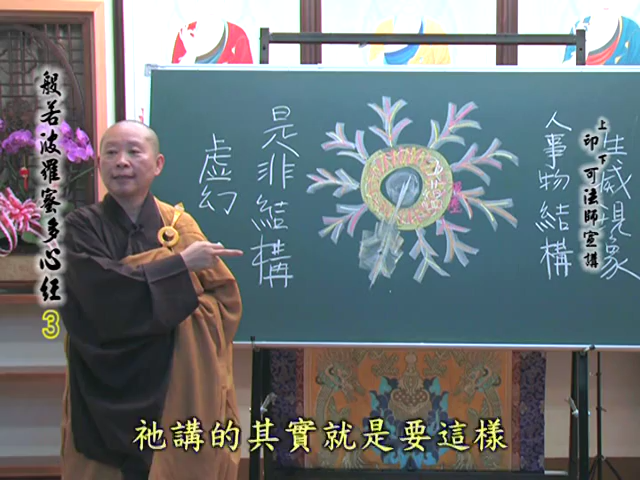 般若波羅蜜多心經
3
上印下可法師宣講
生滅現象
人事物結構
是非結構
虛幻
祂講的其實就是要這樣